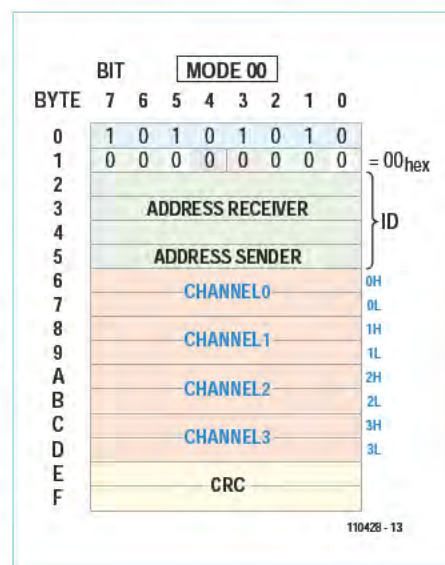 BIT MODE 00
BYTE 7 6 5 4 3 2 1 0
0 1 0 1 0 1 0 1 0
1 0 0 0 0 0 0 0 0 = 00hex
2
3 ADDRESS RECEIVER
ID
4
5 ADDRESS SENDER
6 0H
CHANNEL0
7 0L
8 1H
CHANNEL1
9 1L
A 2H
CHANNEL2
B 2L
C 3H
CHANNEL3
D 3L
E
CRC
F
110428 - 13